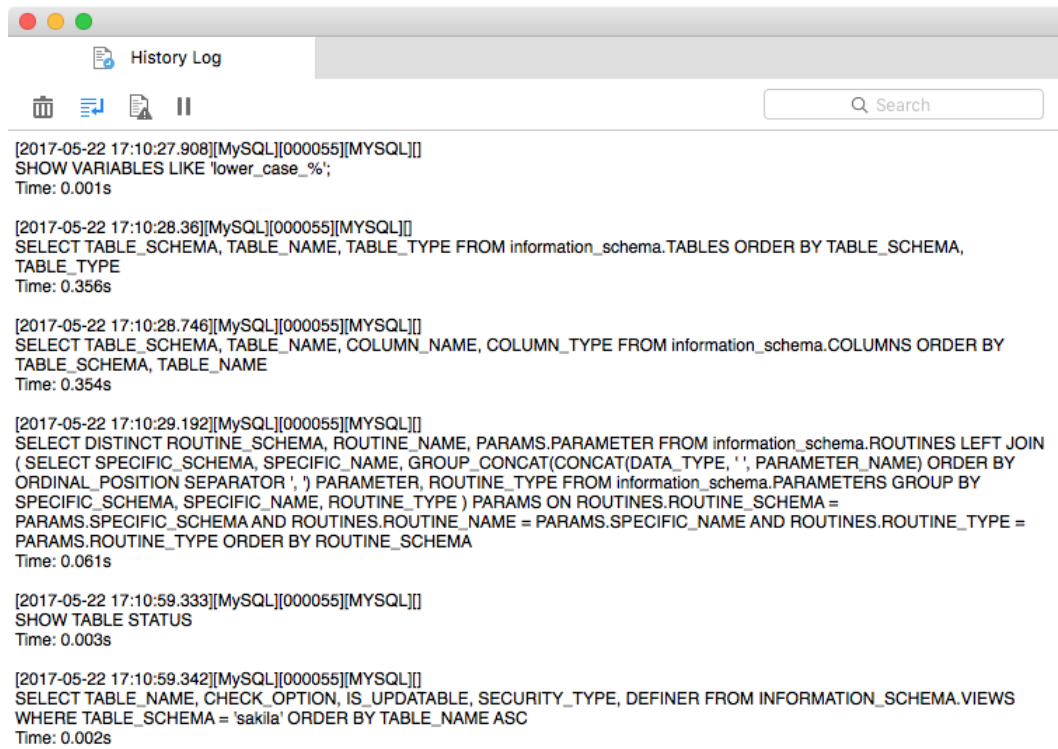 History Log
Search
[2017-05-22 17:10:27.908][MySQL][000055][MYSQL][]
SHOW VARIABLES LIKE 'lower_case_%';
Time: 0.001s
[2017-05-22 17:10:28.36][MySQL][000055][MYSQL][]
SELECT TABLE_SCHEMA, TABLE_NAME, TABLE_TYPE FROM information_schema.TABLES ORDER BY TABLE_SCHEMA,
TABLE_TYPE
Time: 0.356s
[2017-05-22 17:10:28.746][MySQL][000055][MYSQL][]
SELECT TABLE_SCHEMA, TABLE_NAME, COLUMN_NAME, COLUMN_TYPE FROM information_schema.COLUMNS ORDER BY
TABLE_SCHEMA, TABLE_NAME
Time: 0.354s
[2017-05-22 17:10:29.192][MySQL][000055][MYSQL][]
SELECT DISTINCT ROUTINE_SCHEMA, ROUTINE_NAME, PARAMS.PARAMETER FROM information_schema.ROUTINES LEFT JOIN
( SELECT SPECIFIC_SCHEMA, SPECIFIC_NAME, GROUP_CONCAT(CONCAT(DATA_TYPE, ' ', PARAMETER_NAME) ORDER BY
ORDINAL_POSITION SEPARATOR ', ') PARAMETER, ROUTINE_TYPE FROM information_schema.PARAMETERS GROUP BY
SPECIFIC_SCHEMA, SPECIFIC_NAME, ROUTINE_TYPE ) PARAMS ON ROUTINES.ROUTINE_SCHEMA =
PARAMS.SPECIFIC_SCHEMA AND ROUTINES.ROUTINE_NAME = PARAMS.SPECIFIC_NAME AND ROUTINES.ROUTINE_TYPE =
PARAMS.ROUTINE_TYPE ORDER BY ROUTINE_SCHEMA
Time: 0.061s
[2017-05-22 17:10:59.333][MySQL][000055][MYSQL][]
SHOW TABLE STATUS
Time: 0.003s
[2017-05-22 17:10:59.342][MySQL][000055][MYSQL][]
SELECT TABLE_NAME, CHECK_OPTION, IS_UPDATABLE, SECURITY_TYPE, DEFINER FROM INFORMATION_SCHEMA.VIEWS
WHERE TABLE_SCHEMA = 'sakila' ORDER BY TABLE_NAME ASC
Time: 0.002s